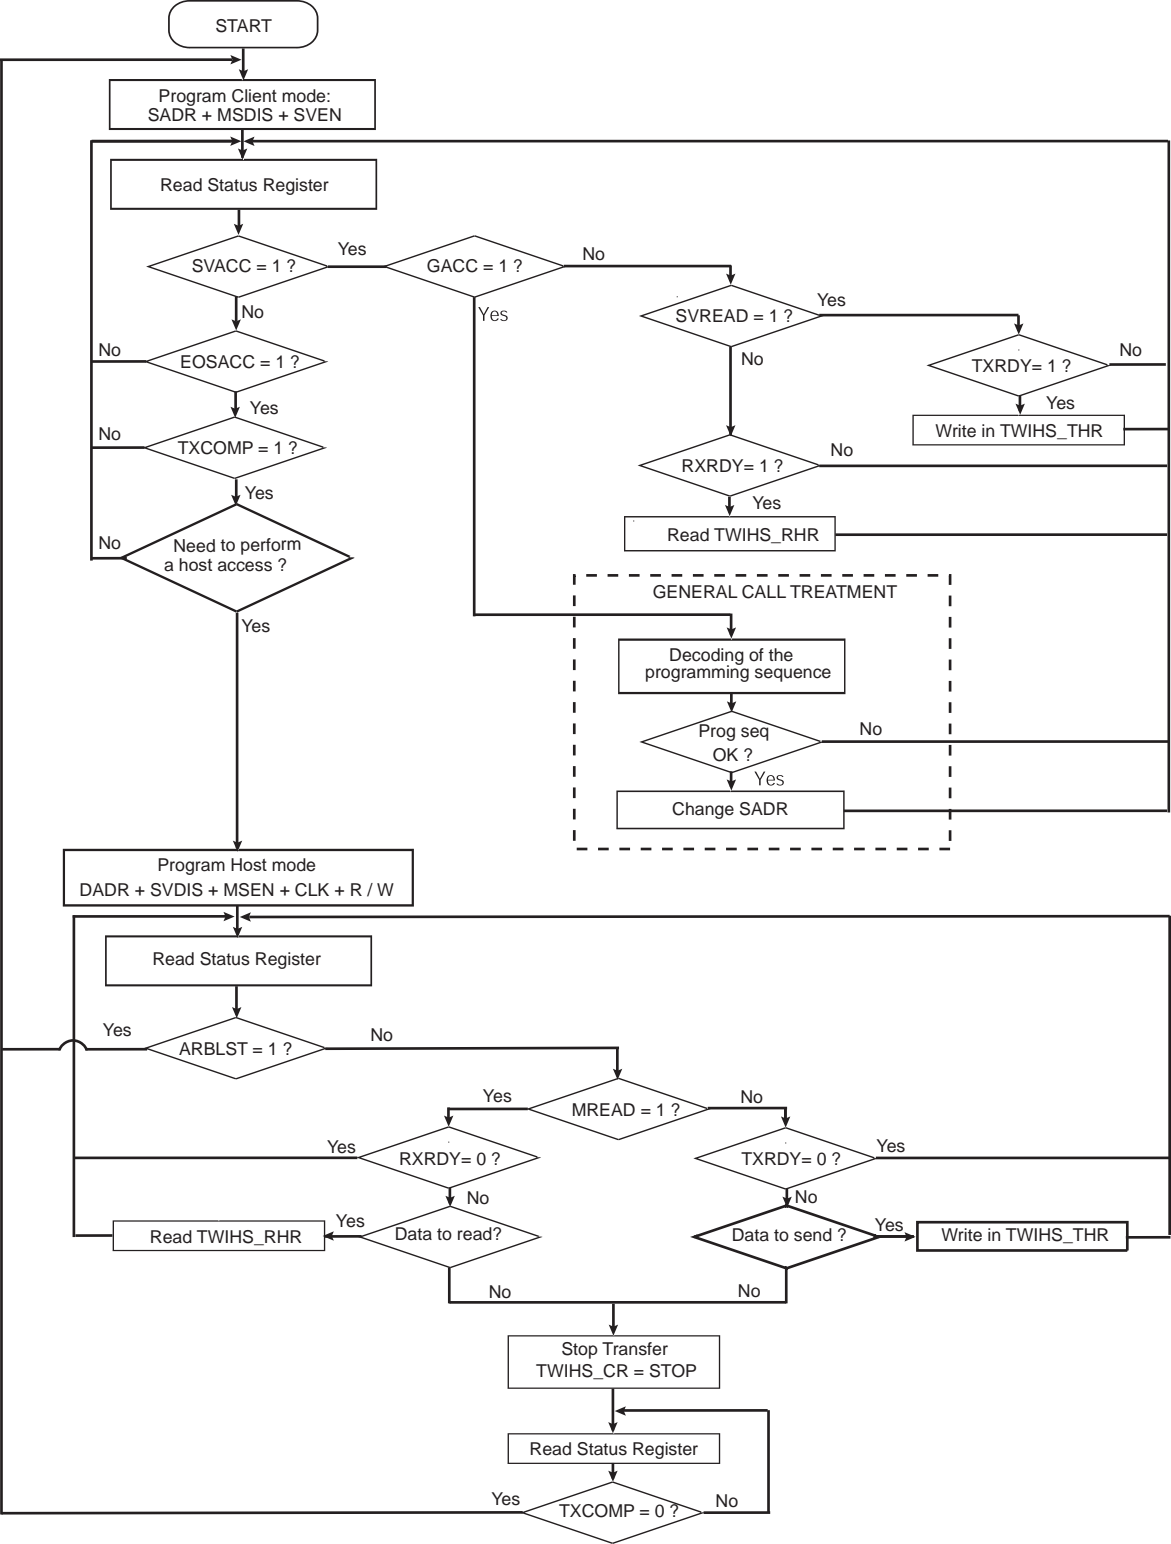 START
Program Client mode:
SADR + MSDIS + SVEN
Read Status Register
SVACC = 1 ?
Yes
GACC = 1 ?
No
SVREAD = 1 ?
Yes
TXRDY= 1 ?
No
Yes
Write in TWIHS_THR
No
RXRDY= 1 ?
No
Yes
Read TWIHS_RHR
Yes
No
EOSACC = 1 ?
No
Yes
TXCOMP = 1 ?
No
Yes
Need to perform
a host access ?
No
Yes
GENERAL CALL TREATMENT
Decoding of the
programming sequence
Prog seq
OK ?
No
Yes
Change SADR
Program Host mode
DADR + SVDIS + MSEN + CLK + R / W
Read Status Register
Yes
ARBLST = 1 ?
No
Yes
MREAD = 1 ?
No
Yes
RXRDY= 0 ?
TXRDY= 0 ?
Yes
No
No
Read TWIHS_RHR
Yes
Data to read?
Data to send ?
Yes
Write in TWIHS_THR
No
No
Stop Transfer
TWIHS_CR = STOP
Read Status Register
Yes
TXCOMP = 0 ?
No